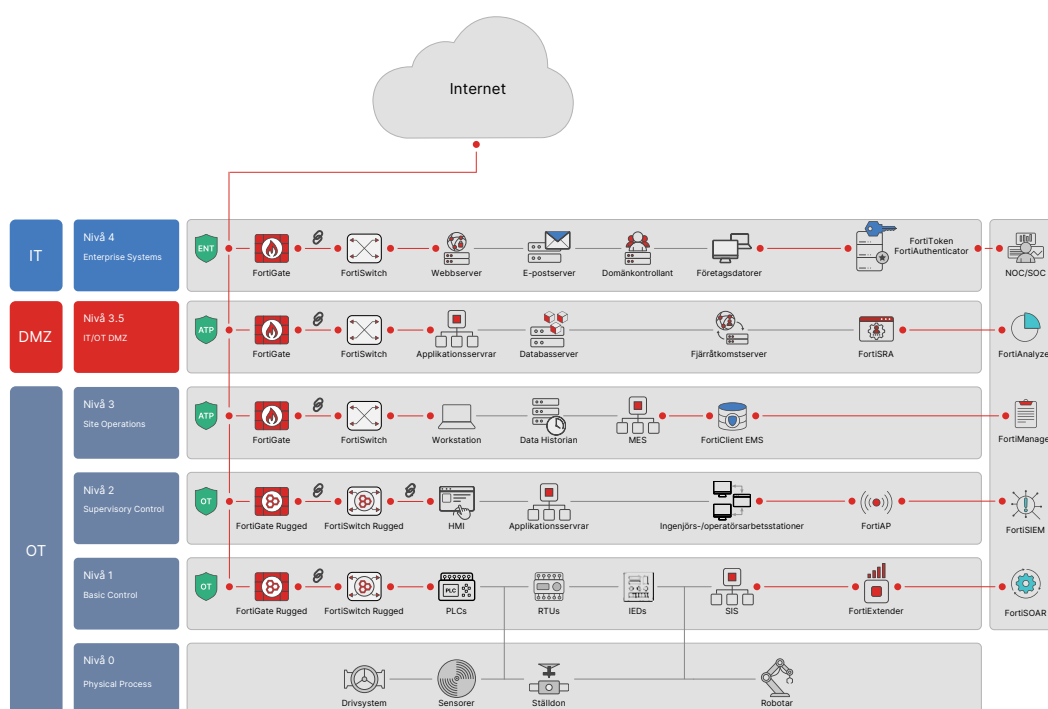 Internet
IT
Nivå 4
Enterprise Systems
ENT
FortiGate
FortiSwitch
Webbserver
E-postserver
Domänkontrollant
Företagsdatorer
FortiToken
FortiAuthenticator
NOC/SOC
DMZ
Nivå 3.5
IT/OT DMZ
ATP
FortiGate
FortiSwitch
Applikationsservrar
Databasserver
Fjärråtkomstserver
FortiSRA
FortiAnalyze
OT
Nivå 3
Site Operations
ATP
FortiGate
FortiSwitch
Workstation
Data Historian
MES
FortiClient EMS
FortiManage
Nivå 2
Supervisory Control
OT
FortiGate Rugged
FortiSwitch Rugged
HMI
Applikationsservrar
Ingenjörs-/operatörsarbetsstationer
FortiAP
FortiSIEM
Nivå 1
Basic Control
OT
FortiGate Rugged
FortiSwitch Rugged
PLC
PLCs
RTUs
IEDs
SIS
FortiExtender
FortiSOAR
Nivå 0
Physical Process
Drivsystem
Sensorer
Ställdon
Robotar